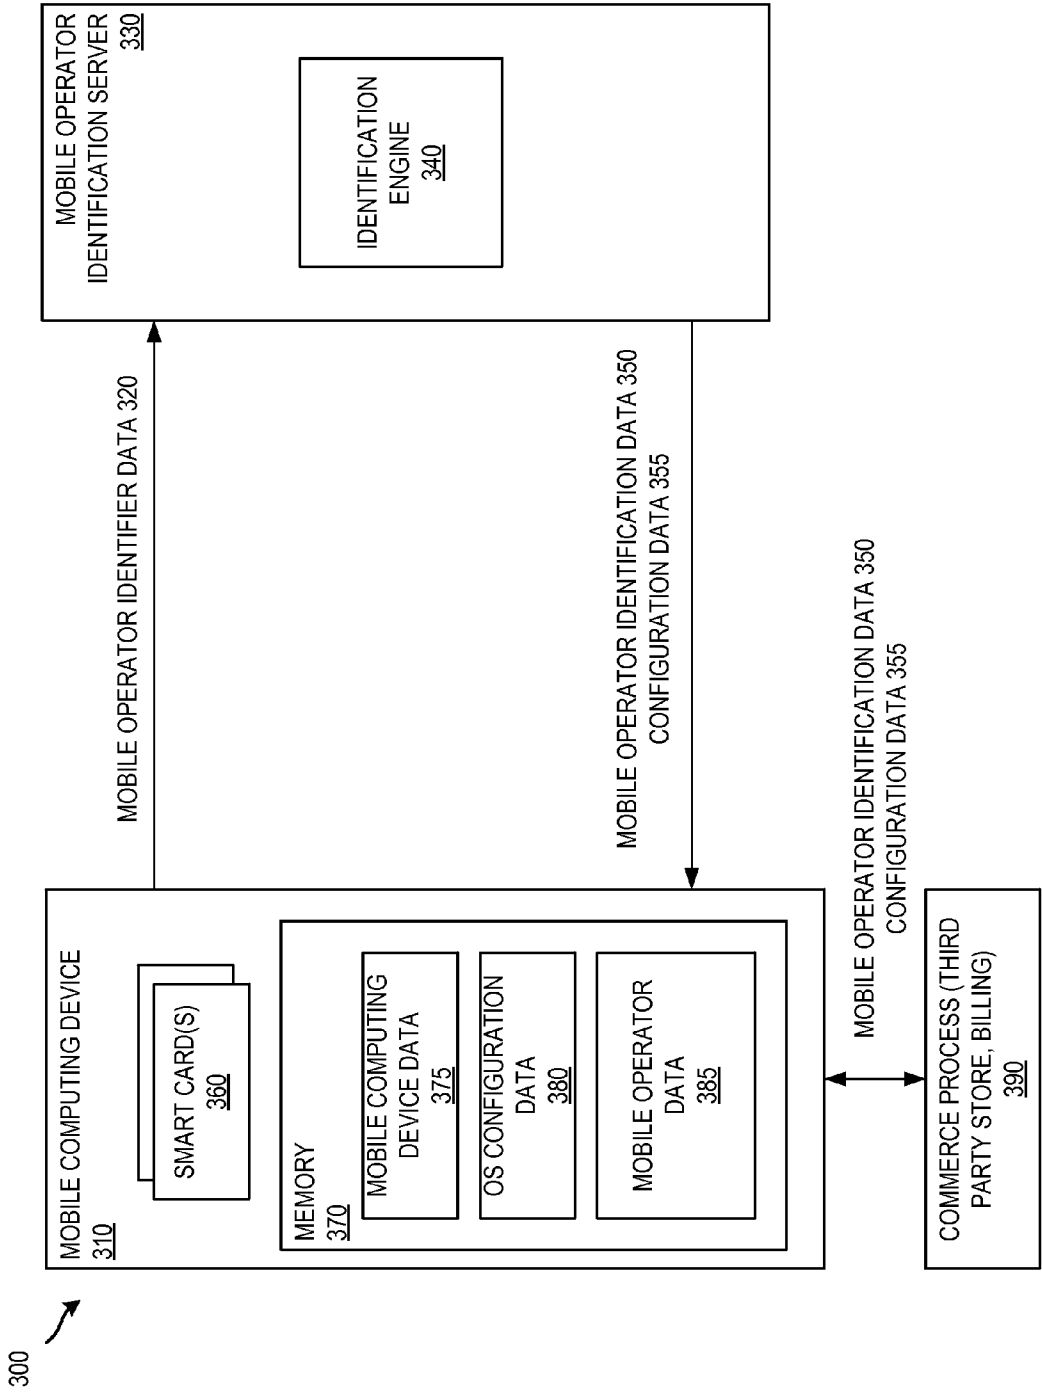 300
MOBILE COMPUTING DEVICE
310
SMART CARD(S)
360
MEMORY
370
MOBILE COMPUTING
DEVICE DATA
375
OS CONFIGURATION
DATA
380
MOBILE OPERATOR
DATA
385
MOBILE OPERATOR IDENTIFIER DATA 320
MOBILE OPERATOR
IDENTIFICATION SERVER
330
IDENTIFICATION
ENGINE
340
MOBILE OPERATOR IDENTIFICATION DATA 350
CONFIGURATION DATA 355
MOBILE OPERATOR IDENTIFICATION DATA 350
CONFIGURATION DATA 355
COMMERCE PROCESS (THIRD
PARTY STORE, BILLING)
390